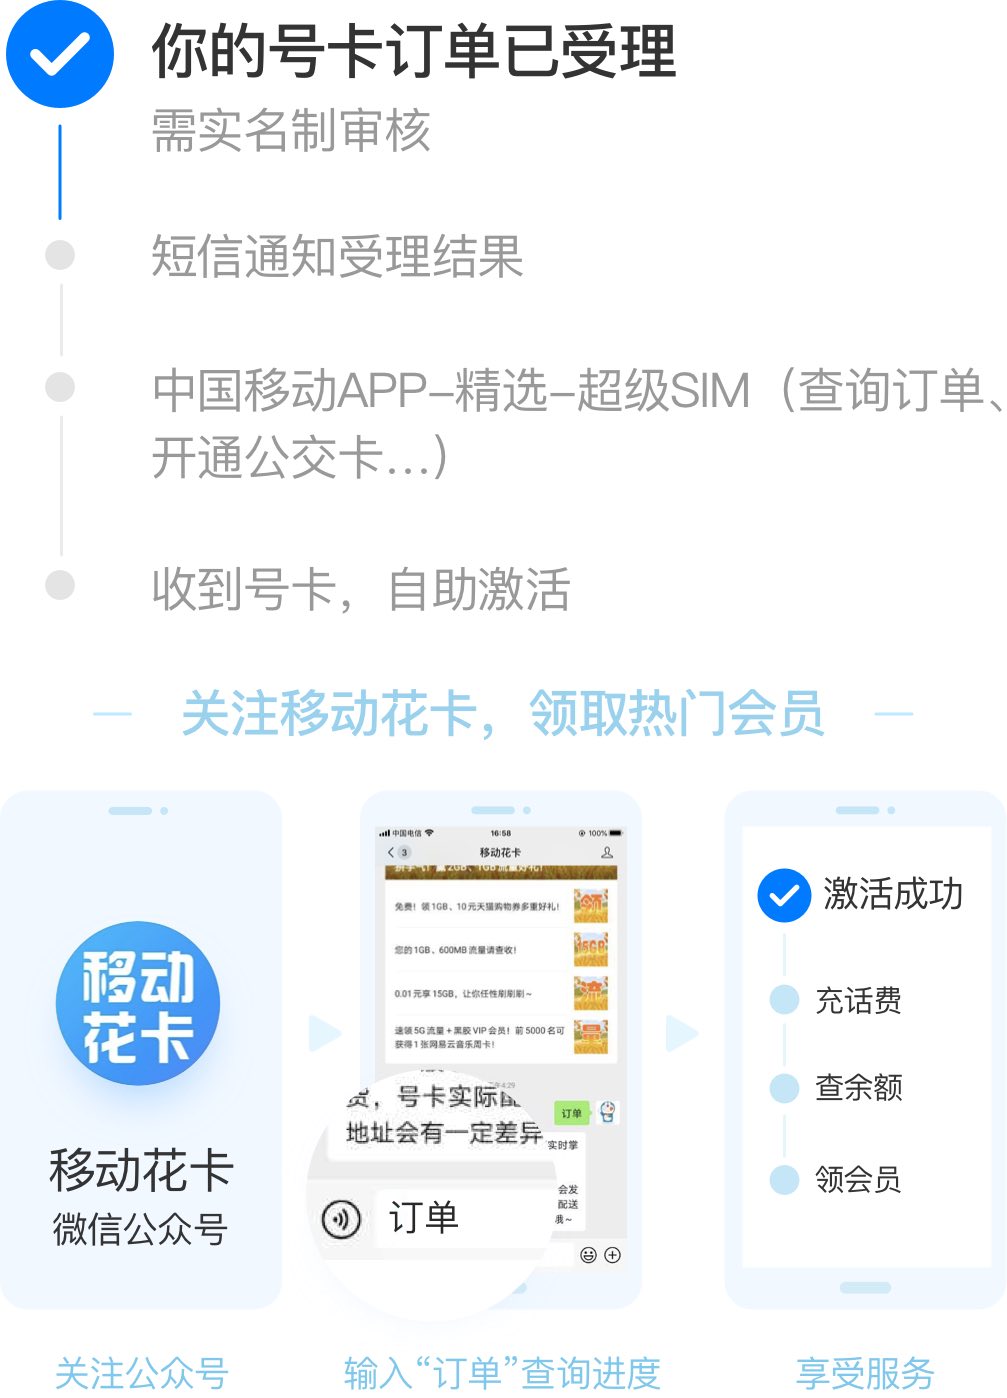 你的号卡订单已受理
需实名制审核
短信通知受理结果
中国移动APP-精选-超级SIM（查询订单、
开通公交卡...）
收到号卡，自助激活
关注移动花卡，领取热门会员
移动
花卡
移动花卡
微信公众号
中国电信
16:58
100%
3
移动花卡
免费！领1GB、10元天猫购物券多重好礼！
领
您的1GB、600MB流量请查收！
15GB
0.01元享15GB，让你任性刷刷刷~
流
速领5G流量+黑胶VIP会员！前5000名可
获得1张网易云音乐周卡！
量
4:29
订单
，号卡实际
地址会有一定差异
实时掌
会发
配送
哦~
订单
激活成功
充话费
查余额
领会员
关注公众号
输入“订单”查询进度
享受服务